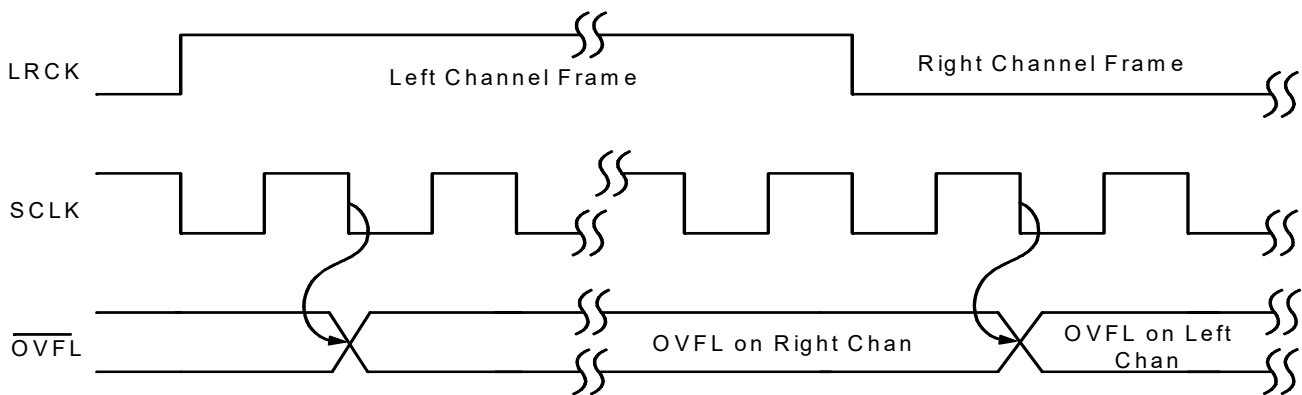 LRCK
Left Channel Frame
Right Channel Frame
SCLK
OVFL
OVFL on Right Chan
OVFL on Left
Chan